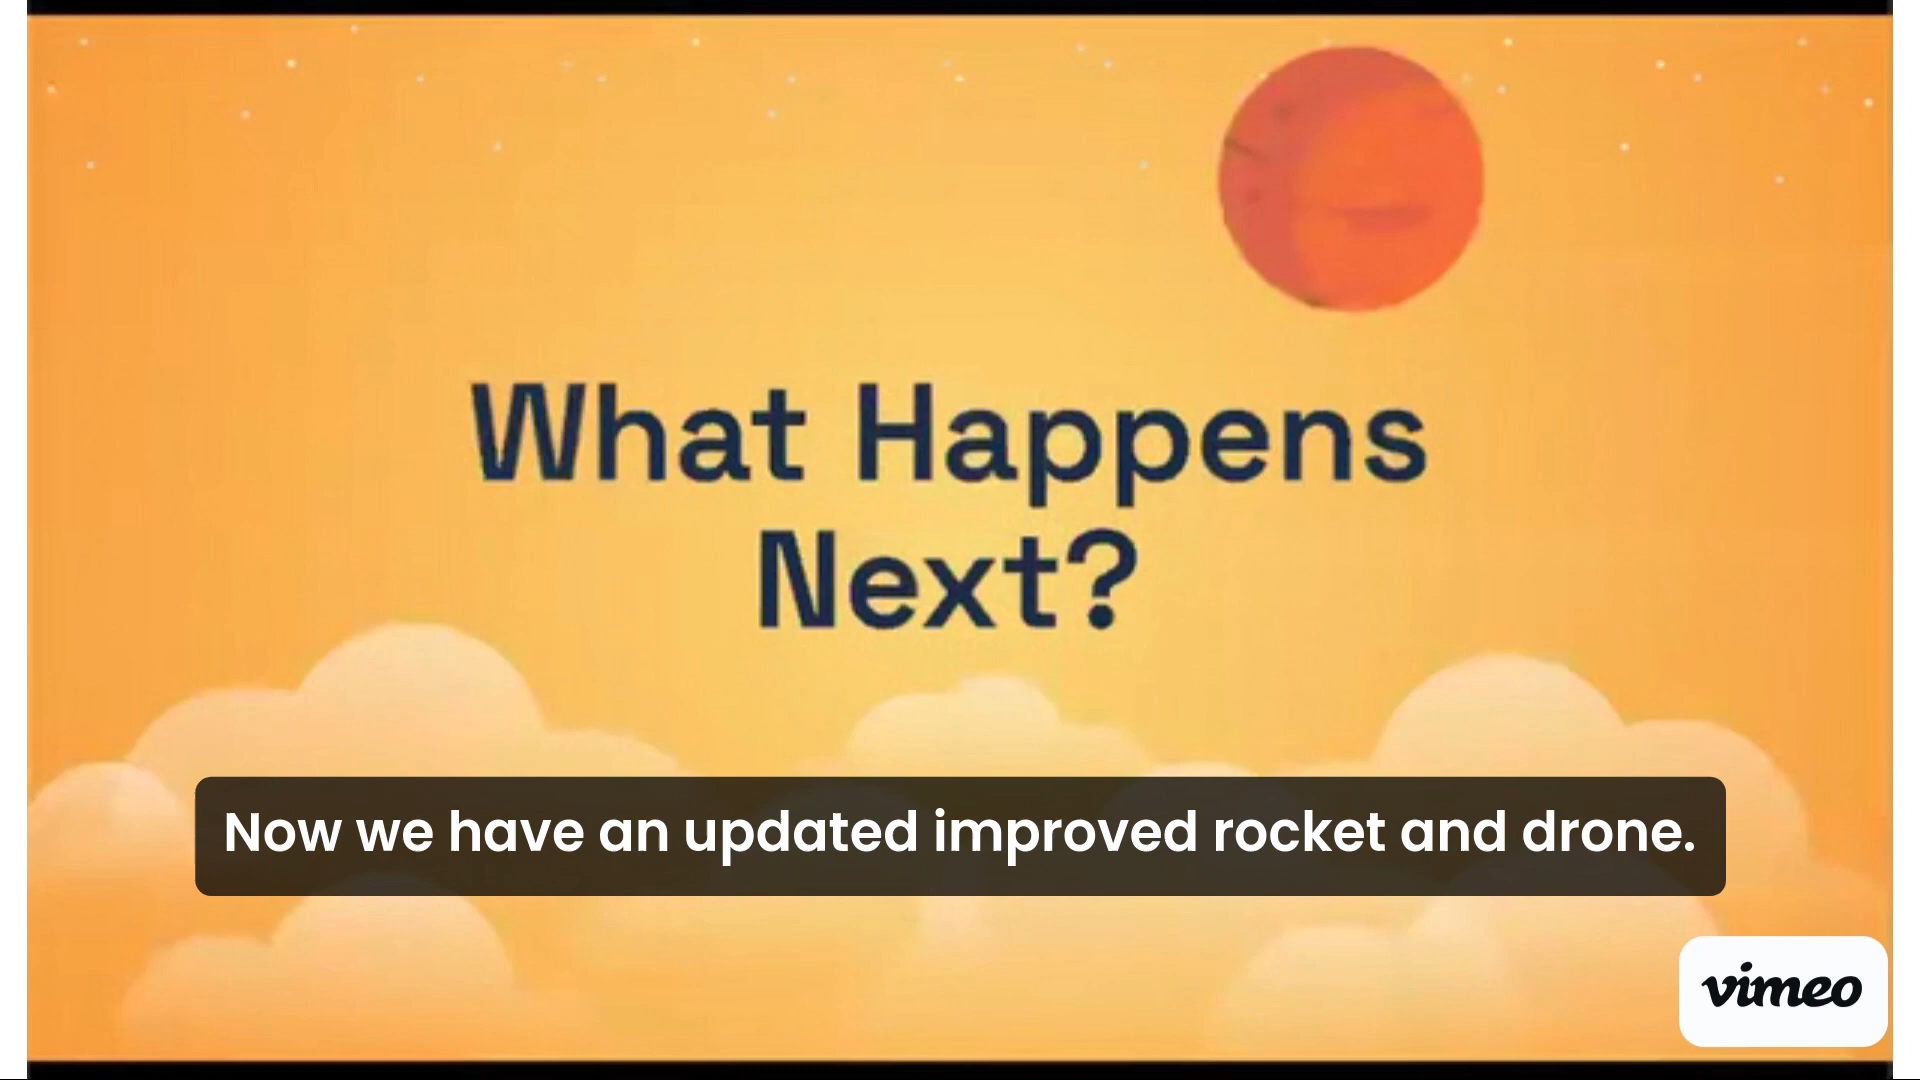 What Happens
Next?
Now we have an updated improved rocket and drone.
vimeo